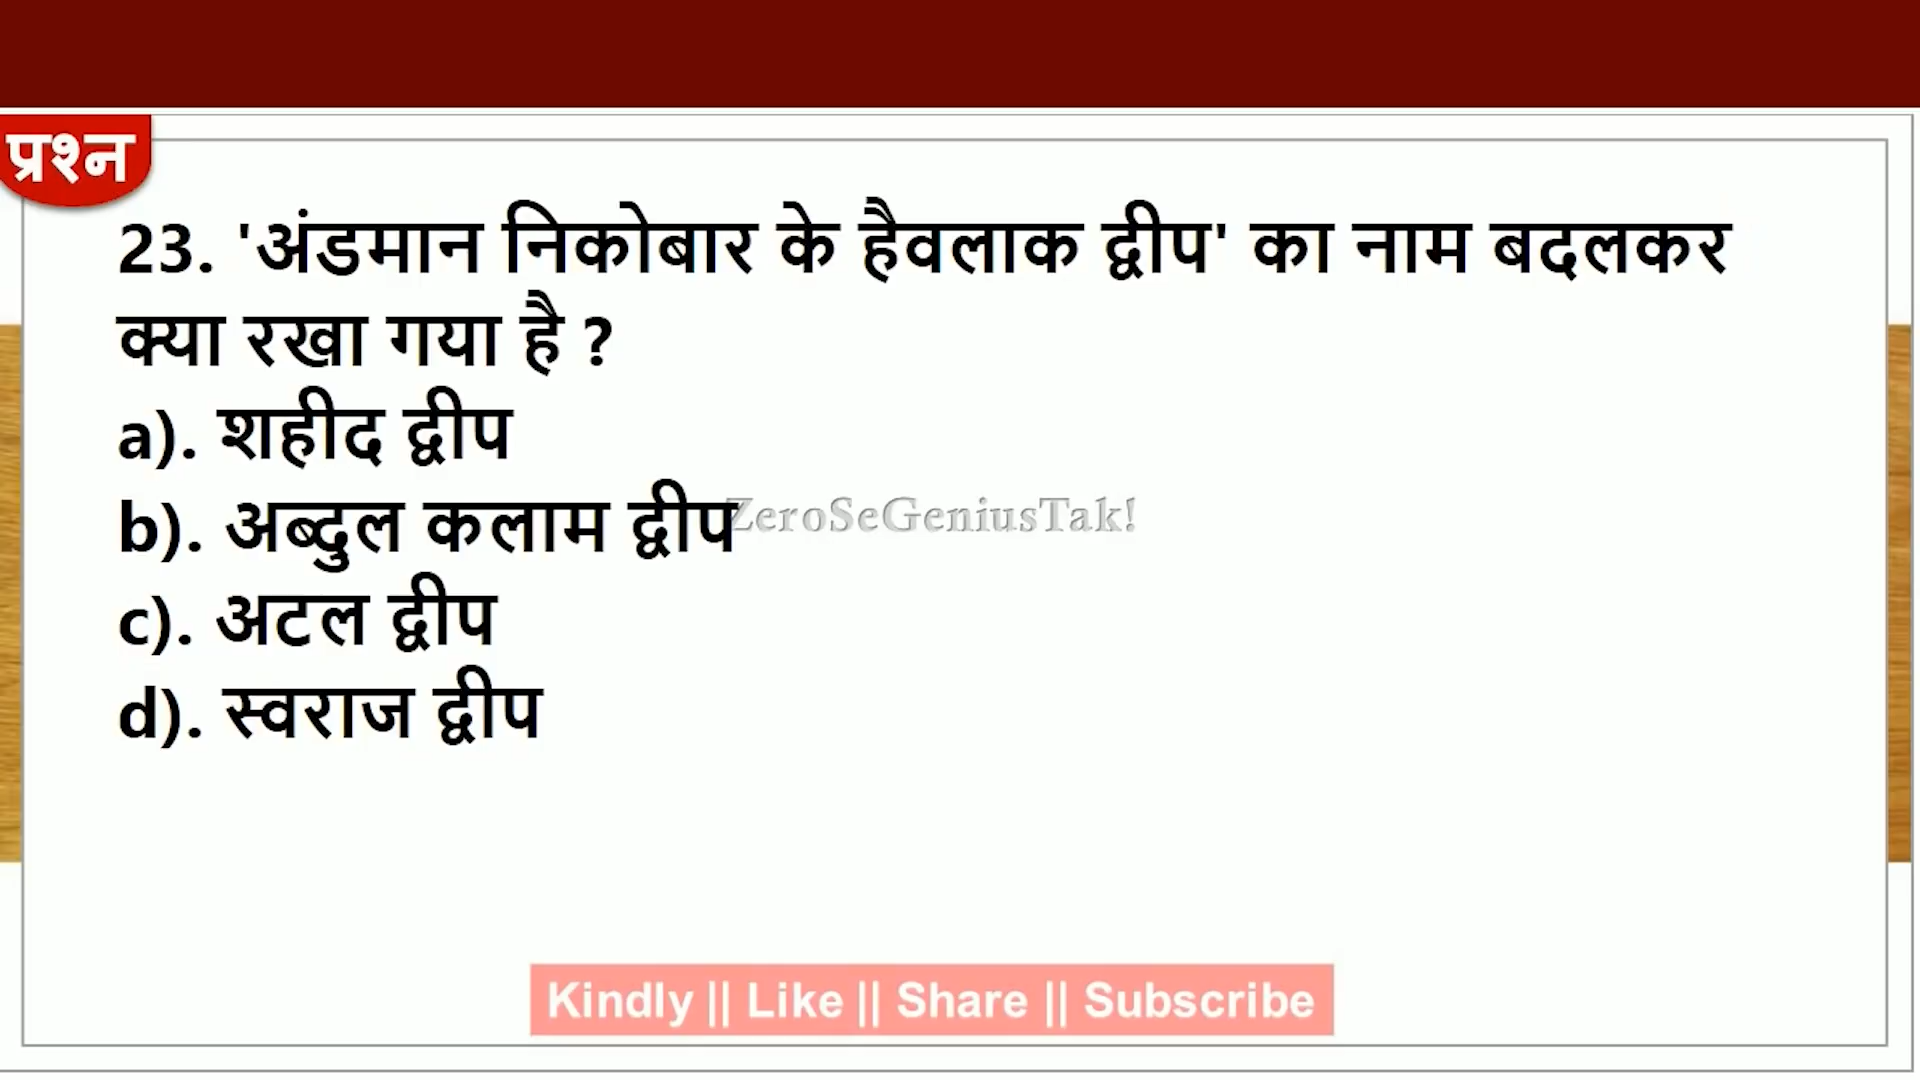 प्रश्न
23. 'अंडमान निकोबार के हैवलाक द्वीप' का नाम बदलकर
क्या रखा गया है ?
a). शहीद द्वीप
b). अब्दुल कलाम द्वीप
ZeroSeGeniusTak!
c). अटल द्वीप
d). स्वराज द्वीप
Kindly || Like || Share || Subscribe